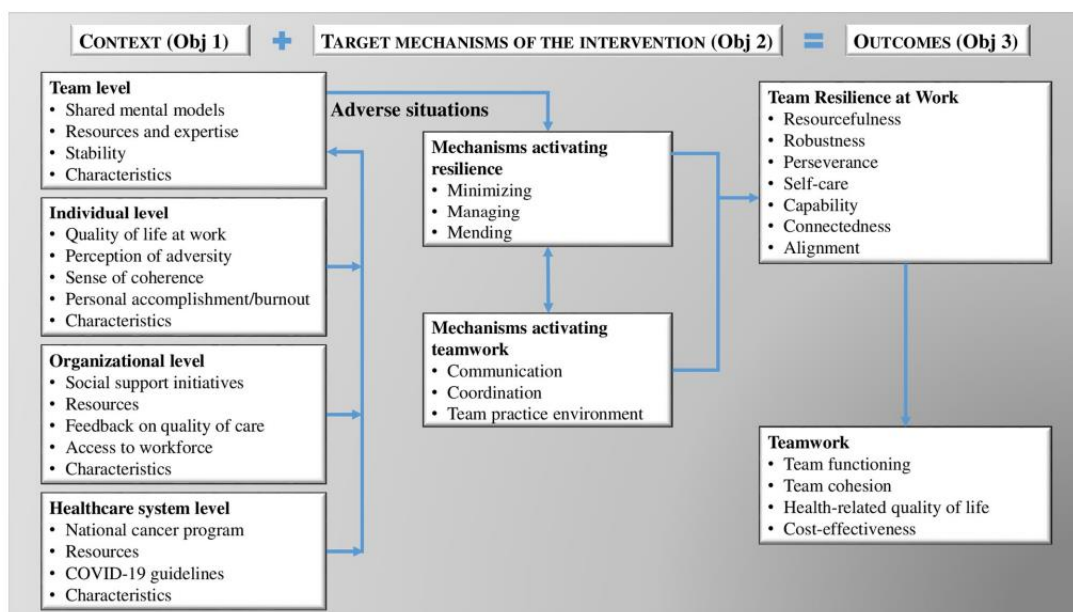 CONTEXT (Obj 1) + TARGET MECHANISMS OF THE INTERVENTION (Obj 2) = OUTCOMES (Obj 3)
Team level
• Shared mental models
• Resources and expertise
• Stability
• Characteristics
Individual level
• Quality of life at work
• Perception of adversity
• Sense of coherence
• Personal accomplishment/burnout
• Characteristics
Organizational level
• Social support initiatives
• Resources
• Feedback on quality of care
• Access to workforce
• Characteristics
Healthcare system level
• National cancer program
• Resources
• COVID-19 guidelines
• Characteristics
Adverse situations
Mechanisms activating
resilience
• Minimizing
• Managing
• Mending
Mechanisms activating
teamwork
• Communication
• Coordination
• Team practice environment
Team Resilience at Work
• Resourcefulness
• Robustness
• Perseverance
• Self-care
• Capability
• Connectedness
• Alignment
Teamwork
• Team functioning
• Team cohesion
• Health-related quality of life
• Cost-effectiveness